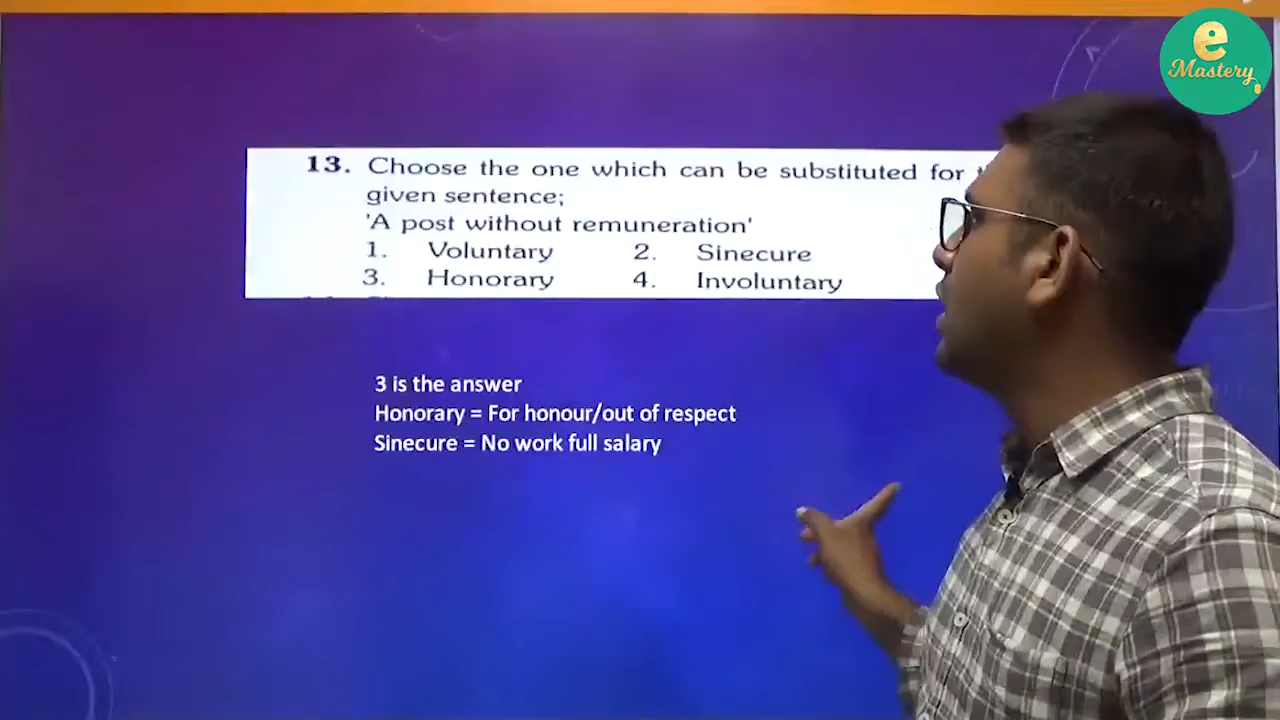 e
Mastery
13. Choose the one which can be substituted for
given sentence;
'A post without remuneration'
1. Voluntary 2. Sinecure
3. Honorary 4. Involuntary
3 is the answer
Honorary = For honour/out of respect
Sinecure = No work full salary